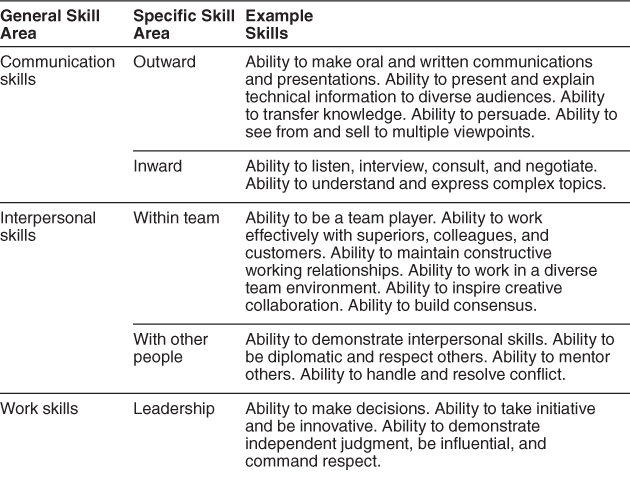 General Skill Area
Specific Skill Area
Example Skills
Communication skills
Outward
Ability to make oral and written communications
and presentations. Ability to present and explain
technical information to diverse audiences. Ability
to transfer knowledge. Ability to persuade. Ability to
see from and sell to multiple viewpoints.
Inward
Ability to listen, interview, consult, and negotiate.
Ability to understand and express complex topics.
Interpersonal skills
Within team
Ability to be a team player. Ability to work
effectively with superiors, colleagues, and
customers. Ability to maintain constructive
working relationships. Ability to work in a diverse
team environment. Ability to inspire creative
collaboration. Ability to build consensus.
With other people
Ability to demonstrate interpersonal skills. Ability to
be diplomatic and respect others. Ability to mentor
others. Ability to handle and resolve conflict.
Work skills
Leadership
Ability to make decisions. Ability to take initiative
and be innovative. Ability to demonstrate
independent judgment, be influential, and
command respect.